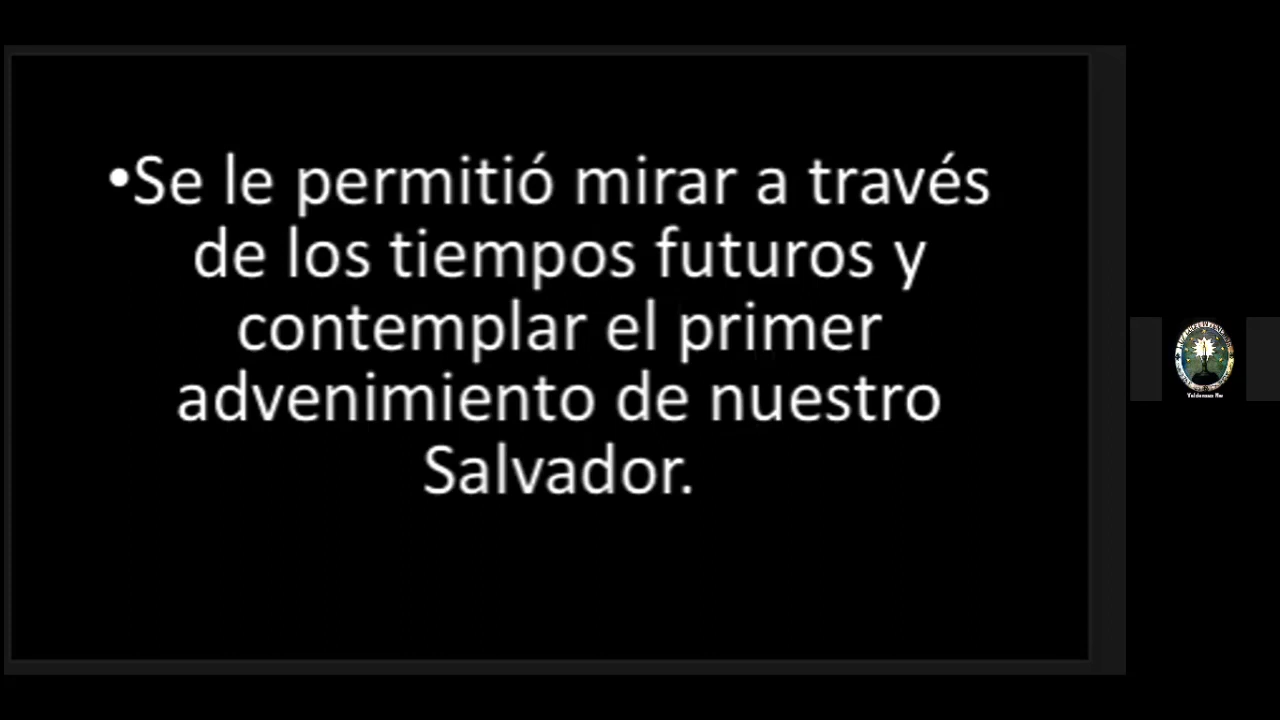 •Se le permitió mirar a través
de los tiempos futuros y
contemplar el primer
advenimiento de nuestro
Salvador.